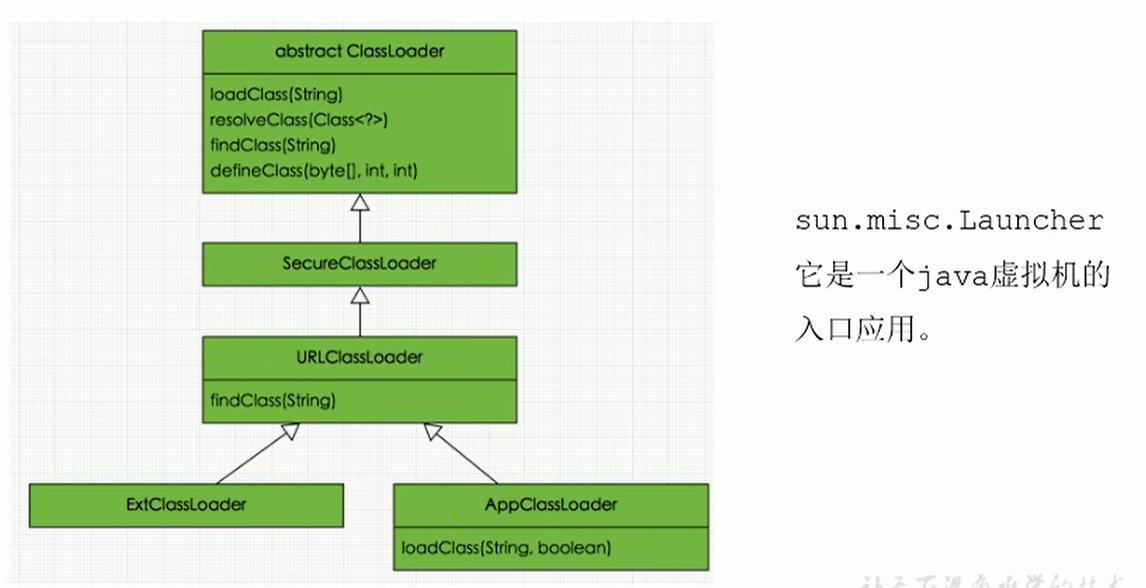 abstract ClassLoader
loadClass(String)
resolveClass(Class<?>)
findClass(String)
defineClass(byte[], int, int)
SecureClassLoader
URLClassLoader
findClass(String)
ExtClassLoader
AppClassLoader
loadClass(String, boolean)
sun.misc.Launcher
它是一个java虚拟机的
入口应用。